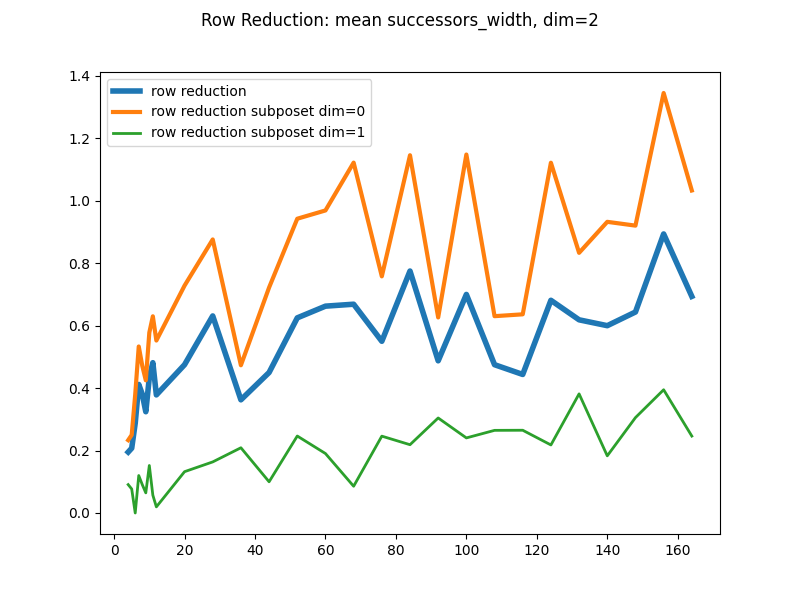 Row Reduction: mean successors_width, dim=2
row reduction
row reduction subposet dim=0
row reduction subposet dim=1
1.4
1.2
1.0
0.8
0.6
0.4
0.2
0.0
0 20 40 60 80 100 120 140 160